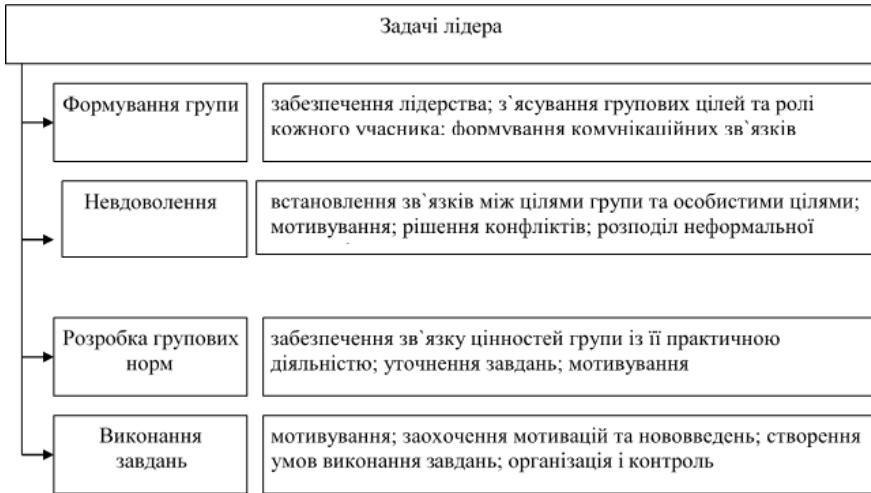 Задачі лідера
Формування групи
забезпечення лідерства; з`ясування групових цілей та ролі
кожного учасника; формування комунікаційних зв`язків
Невдоволення
встановлення зв`язків між цілями групи та особистими цілями;
мотивування; рішення конфліктів; розподіл неформальної
Розробка групових
норм
забезпечення зв`язку цінностей групи із її практичною
діяльністю; уточнення завдань; мотивування
Виконання
завдань
мотивування; заохочення мотивацій та нововведень; створення
умов виконання завдань; організація і контроль